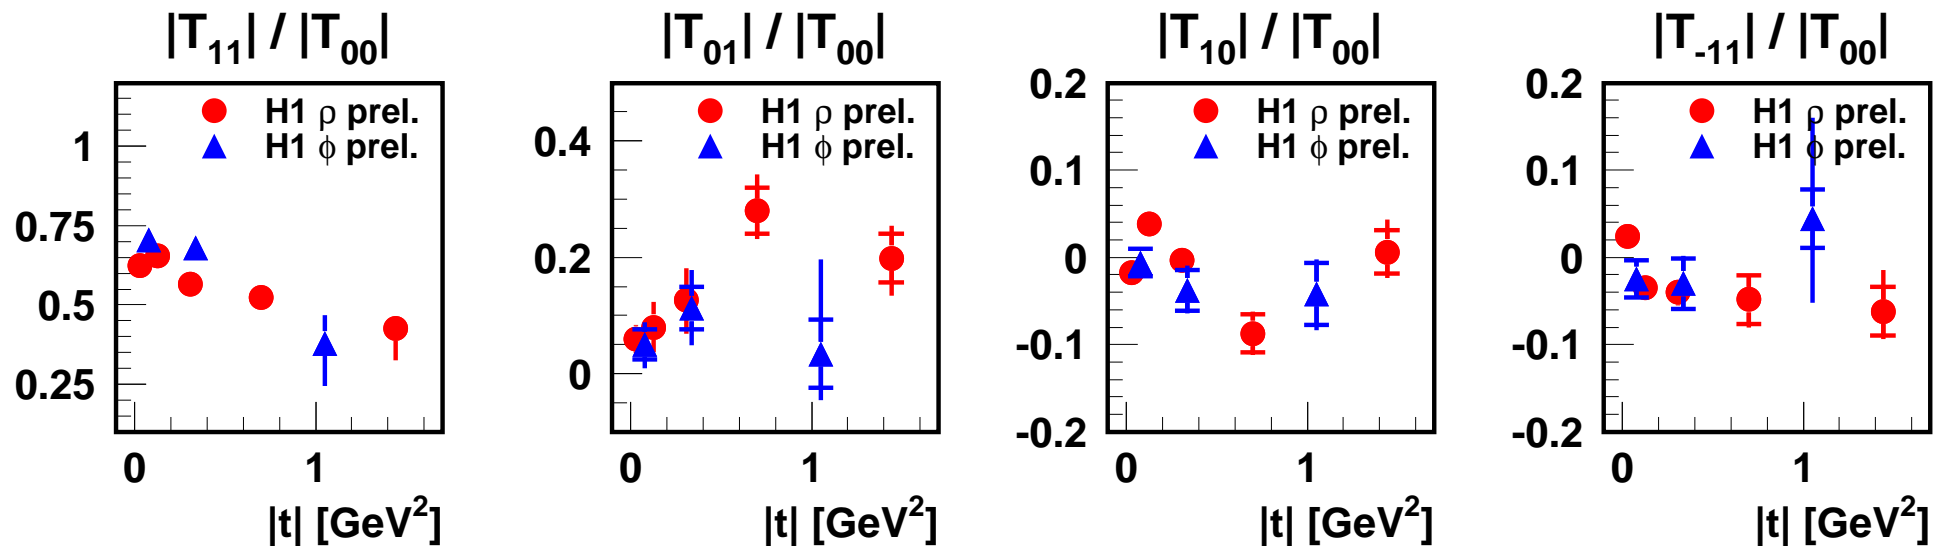 |T11| / |T00|
H1 ρ prel.
H1 ϕ prel.
1
0.75
0.5
0.25
0 1
|t| [GeV2]
|T01| / |T00|
H1 ρ prel.
H1 ϕ prel.
0.4
0.2
0
0 1
|t| [GeV2]
|T10| / |T00|
H1 ρ prel.
H1 ϕ prel.
0.2
0.1
0
-0.1
-0.2
0 1
|t| [GeV2]
|T-11| / |T00|
H1 ρ prel.
H1 ϕ prel.
0.2
0.1
0
-0.1
-0.2
0 1
|t| [GeV2]